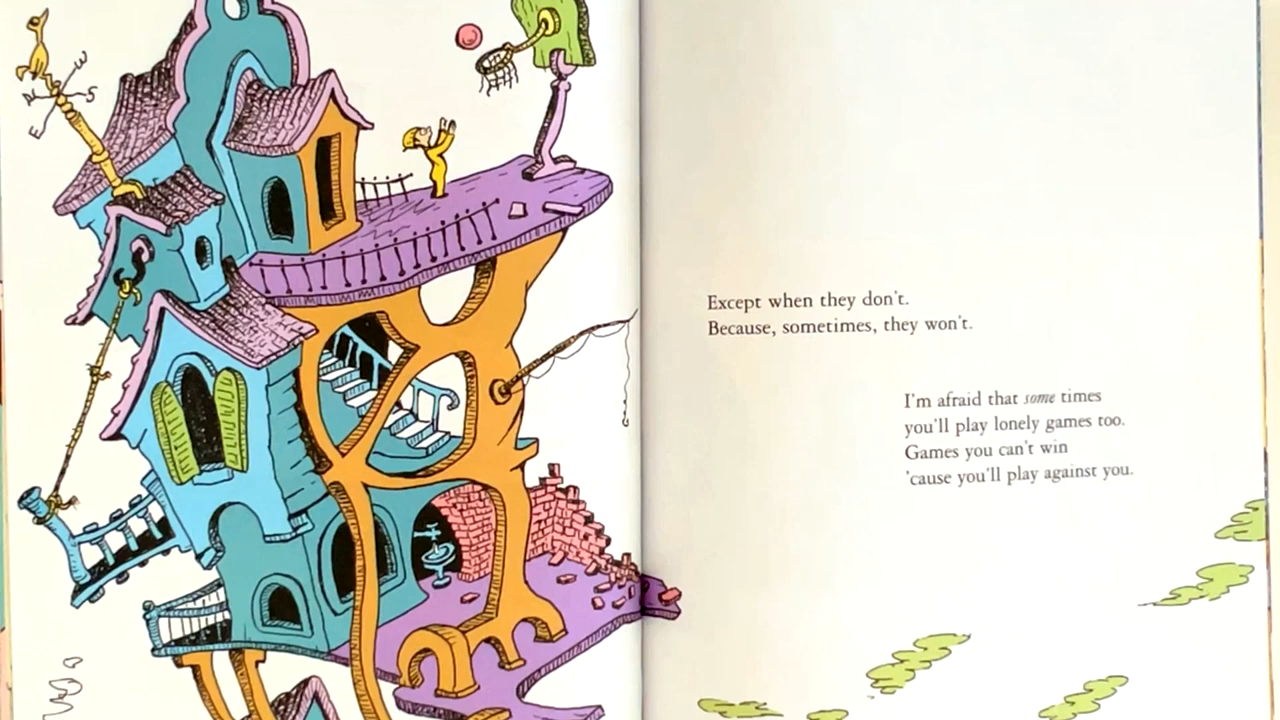 W
S
E
Except when they don't.
Because, sometimes, they won't.
I'm afraid that some times
you'll play lonely games too.
Games you can't win
'cause you'll play against you.